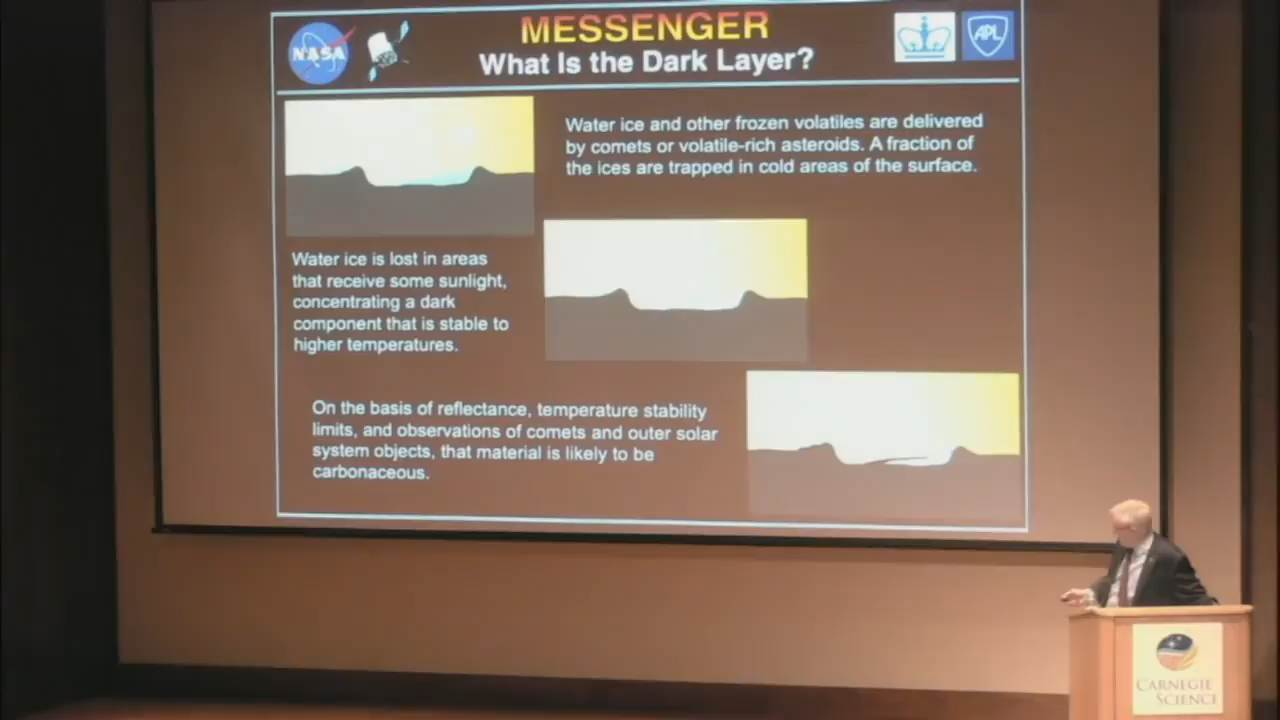 MESSENGER
What Is the Dark Layer?
NASA
APL
Water ice and other frozen volatiles are delivered
by comets or volatile-rich asteroids. A fraction of
the ices are trapped in cold areas of the surface.
Water ice is lost in areas
that receive some sunlight,
concentrating a dark
component that is stable to
higher temperatures.
On the basis of reflectance, temperature stability
limits, and observations of comets and outer solar
system objects, that material is likely to be
carbonaceous.
CARNEGIE
SCIENCE